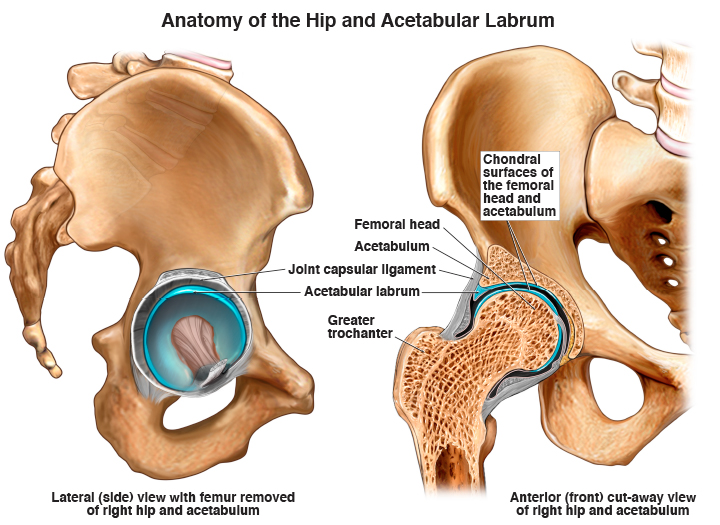 Anatomy of the Hip and Acetabular Labrum
Chondral
surfaces of
the femoral
head and
acetabulum
Femoral head
Acetabulum
Joint capsular ligament
Acetabular labrum
Greater
trochanter
Lateral (side) view with femur removed
of right hip and acetabulum
Anterior (front) cut-away view
of right hip and acetabulum